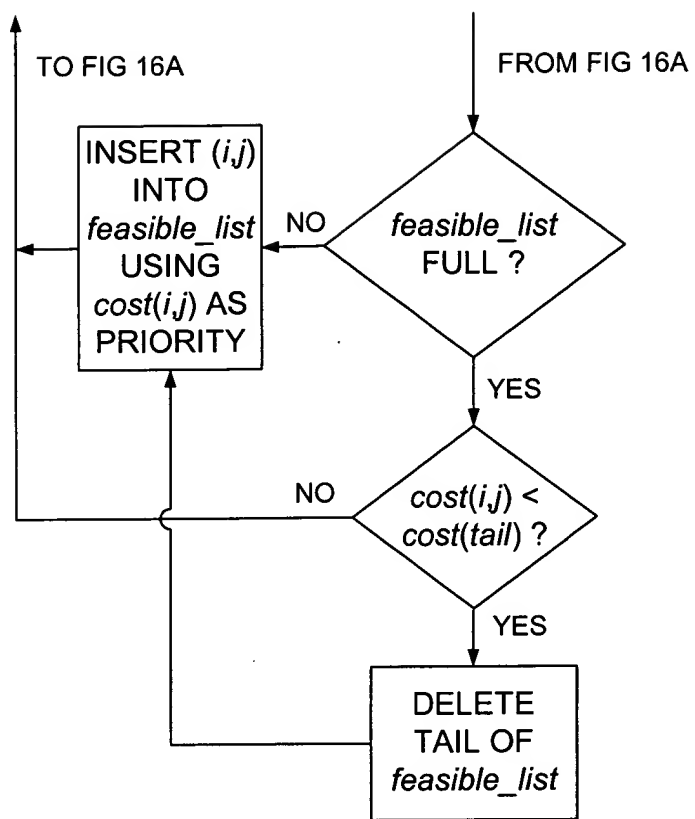 TO FIG 16A
FROM FIG 16A
INSERT (i,j)
INTO
feasible_list
USING
cost(i,j) AS
PRIORITY
NO
feasible_list
FULL ?
YES
NO
cost(i,j) <
cost(tail) ?
YES
DELETE
TAIL OF
feasible_list